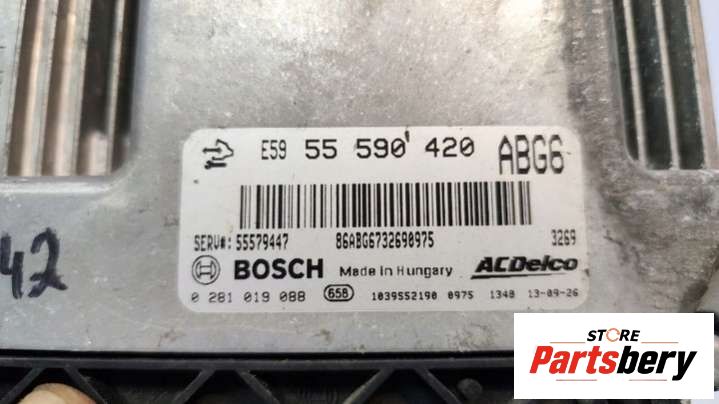 E59 55 590 420 ABG6
SERV#: 55579447 86ABG6732690975 3269
BOSCH Made in Hungary ACDelco
0 281 019 088 658 1039552190 0975 1340 13-09-26
42
STORE
Partsbery